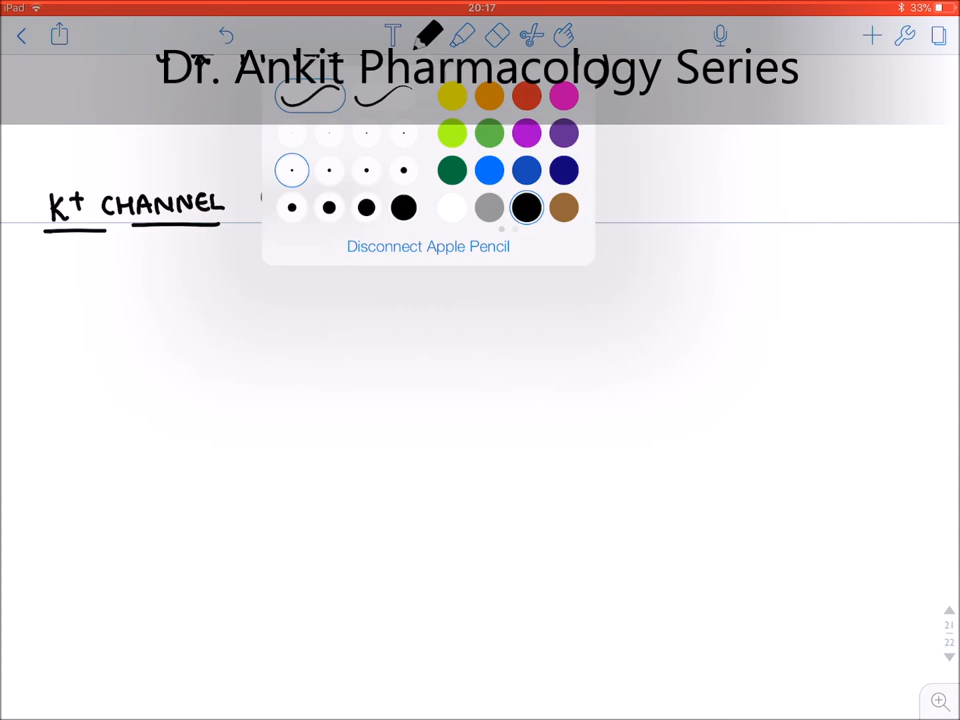 iPad 20:17 33%
Dr. Ankit Pharmacology Series
K+ CHANNEL
Disconnect Apple Pencil
21
22